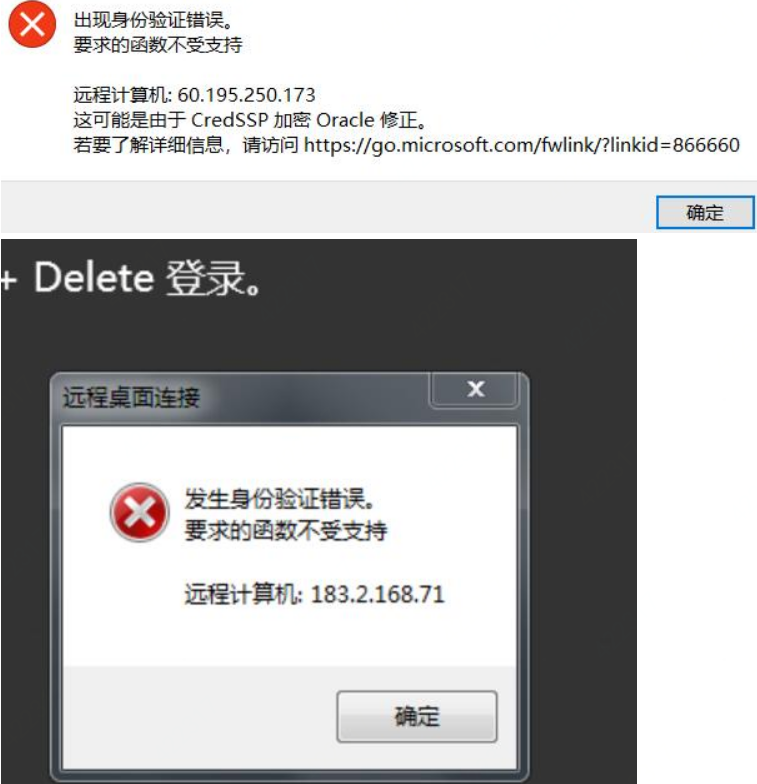 出现身份验证错误。
要求的函数不受支持
远程计算机: 60.195.250.173
这可能是由于 CredSSP 加密 Oracle 修正。
若要了解详细信息，请访问 https://go.microsoft.com/fwlink/?linkid=866660
确定
+ Delete 登录。
远程桌面连接
x
发生身份验证错误。
要求的函数不受支持
远程计算机: 183.2.168.71
确定